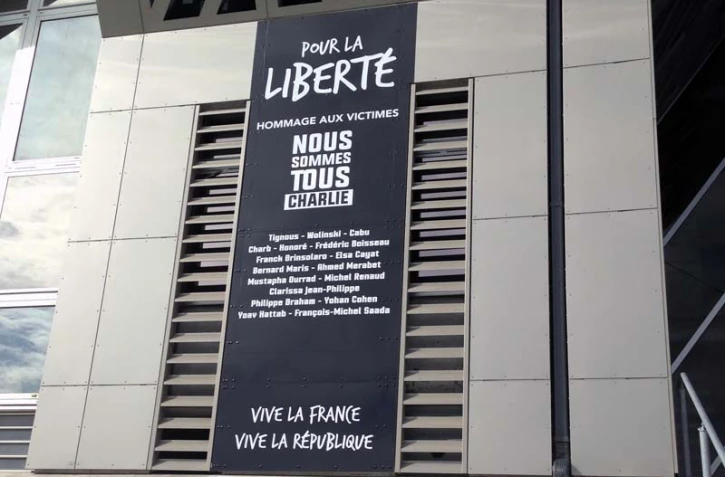 POUR LA
LIBERTÉ
HOMMAGE AUX VICTIMES
NOUS
SOMMES
TOUS
CHARLIE
Tignous - Wolinski - Cabu
Charb - Honoré - Frédéric Boisseau
Franck Brinsolaro - Elsa Cayat
Bernard Maris - Ahmed Merabet
Mustapha Ourrad - Michel Renaud
Clarissa Jean-Philippe
Philippe Braham - Yohan Cohen
Yoav Hattab - François-Michel Saada
VIVE LA FRANCE
VIVE LA RÉPUBLIQUE